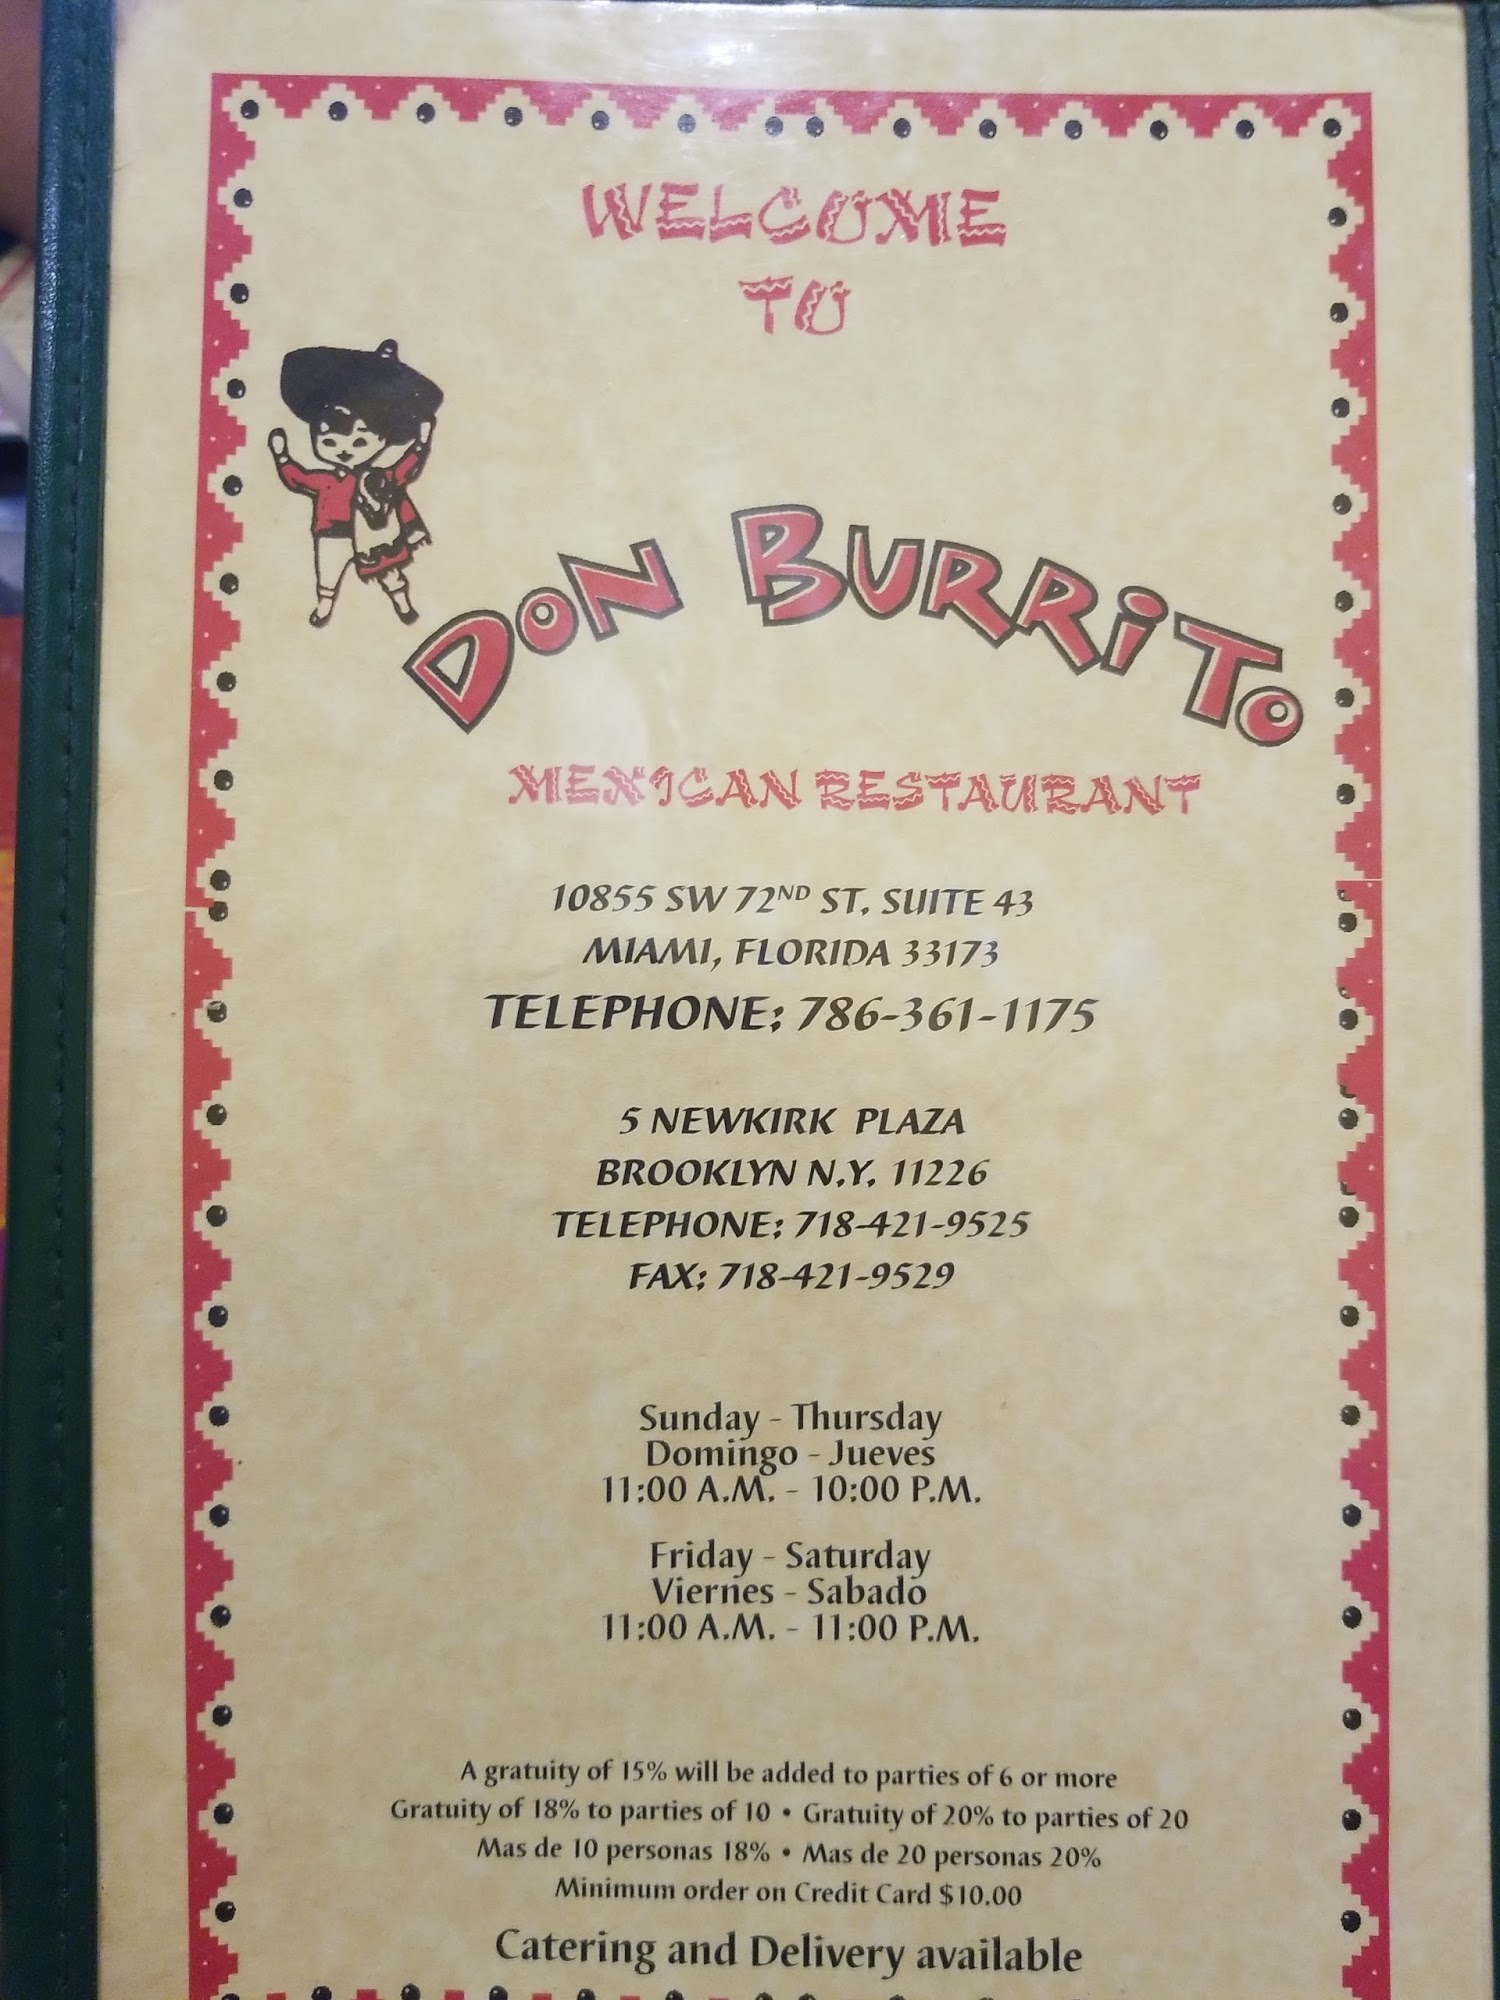 WELCOME
TO
DON BURRITO
MEXICAN RESTAURANT
10855 SW 72ND ST. SUITE 43
MIAMI, FLORIDA 33173
TELEPHONE: 786-361-1175
5 NEWKIRK PLAZA
BROOKLYN N.Y. 11226
TELEPHONE: 718-421-9525
FAX: 718-421-9529
Sunday - Thursday
Domingo - Jueves
11:00 A.M. - 10:00 P.M.
Friday - Saturday
Viernes - Sabado
11:00 A.M. - 11:00 P.M.
A gratuity of 15% will be added to parties of 6 or more
Gratuity of 18% to parties of 10 • Gratuity of 20% to parties of 20
Mas de 10 personas 18% • Mas de 20 personas 20%
Minimum order on Credit Card $10.00
Catering and Delivery available